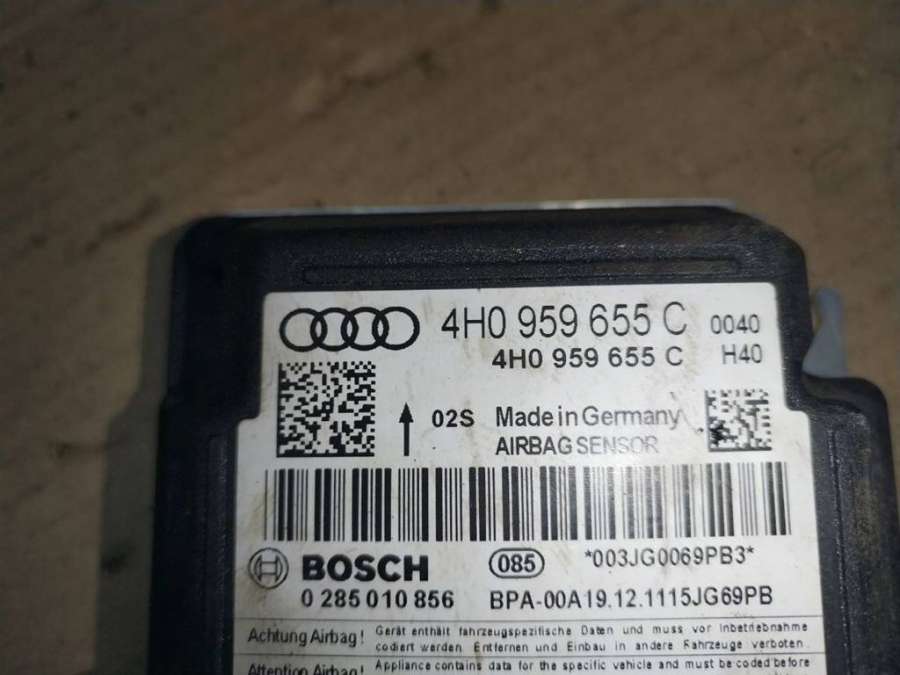 4H0 959 655 C 0040
4H0 959 655 C H40
02S Made in Germany
AIRBAG SENSOR
BOSCH 085 *003JG0069PB3*
0 285 010 856 BPA-00A19.12.1115JG69PB
Achtung Airbag! Gerät enthält fahrzeugspezifische Daten und muss vor Inbetriebnahme
codiert werden. Entfernen und Einbau in andere Fahrzeuge verboten.
Attention Airbag! Appliance contains data for the specific vehicle and must be coded before